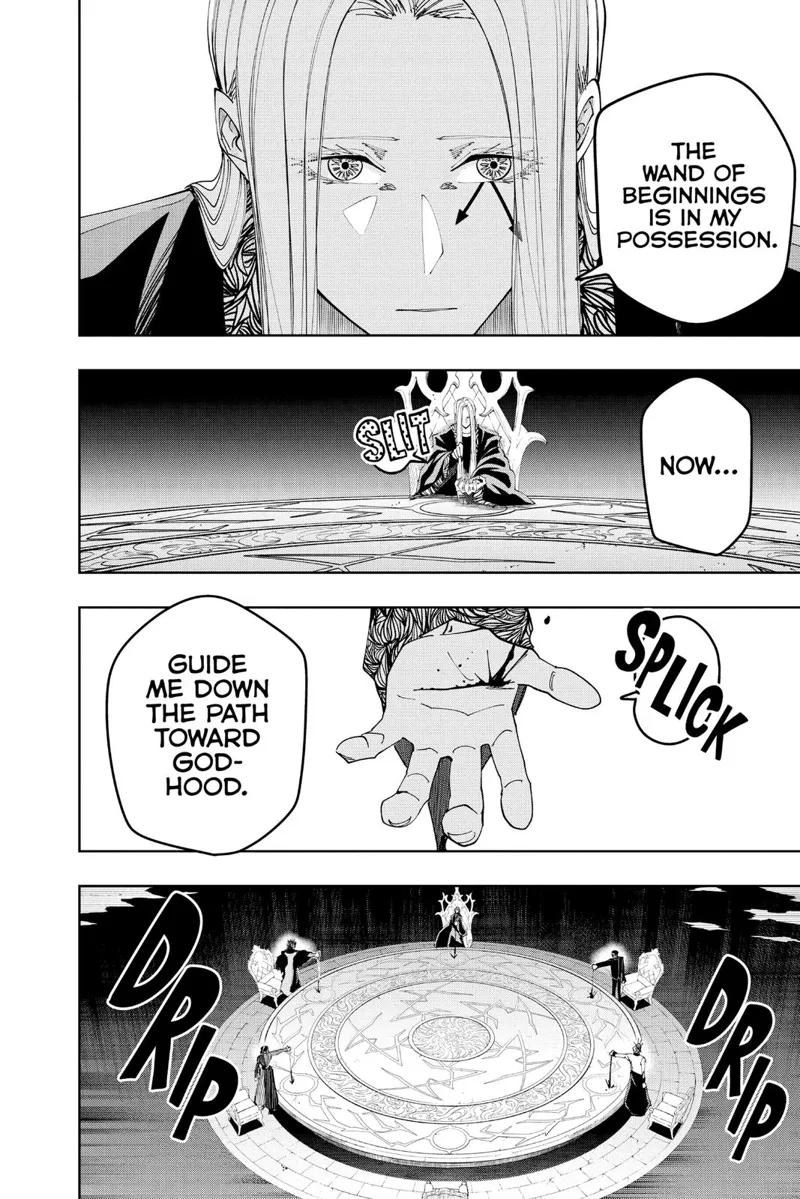 THE
WAND OF
BEGINNINGS
IS IN MY
POSSESSION.
SLIT
NOW...
GUIDE
ME DOWN
THE PATH
TOWARD
GOD-
HOOD.
SPLICK
DRIP
DRIP